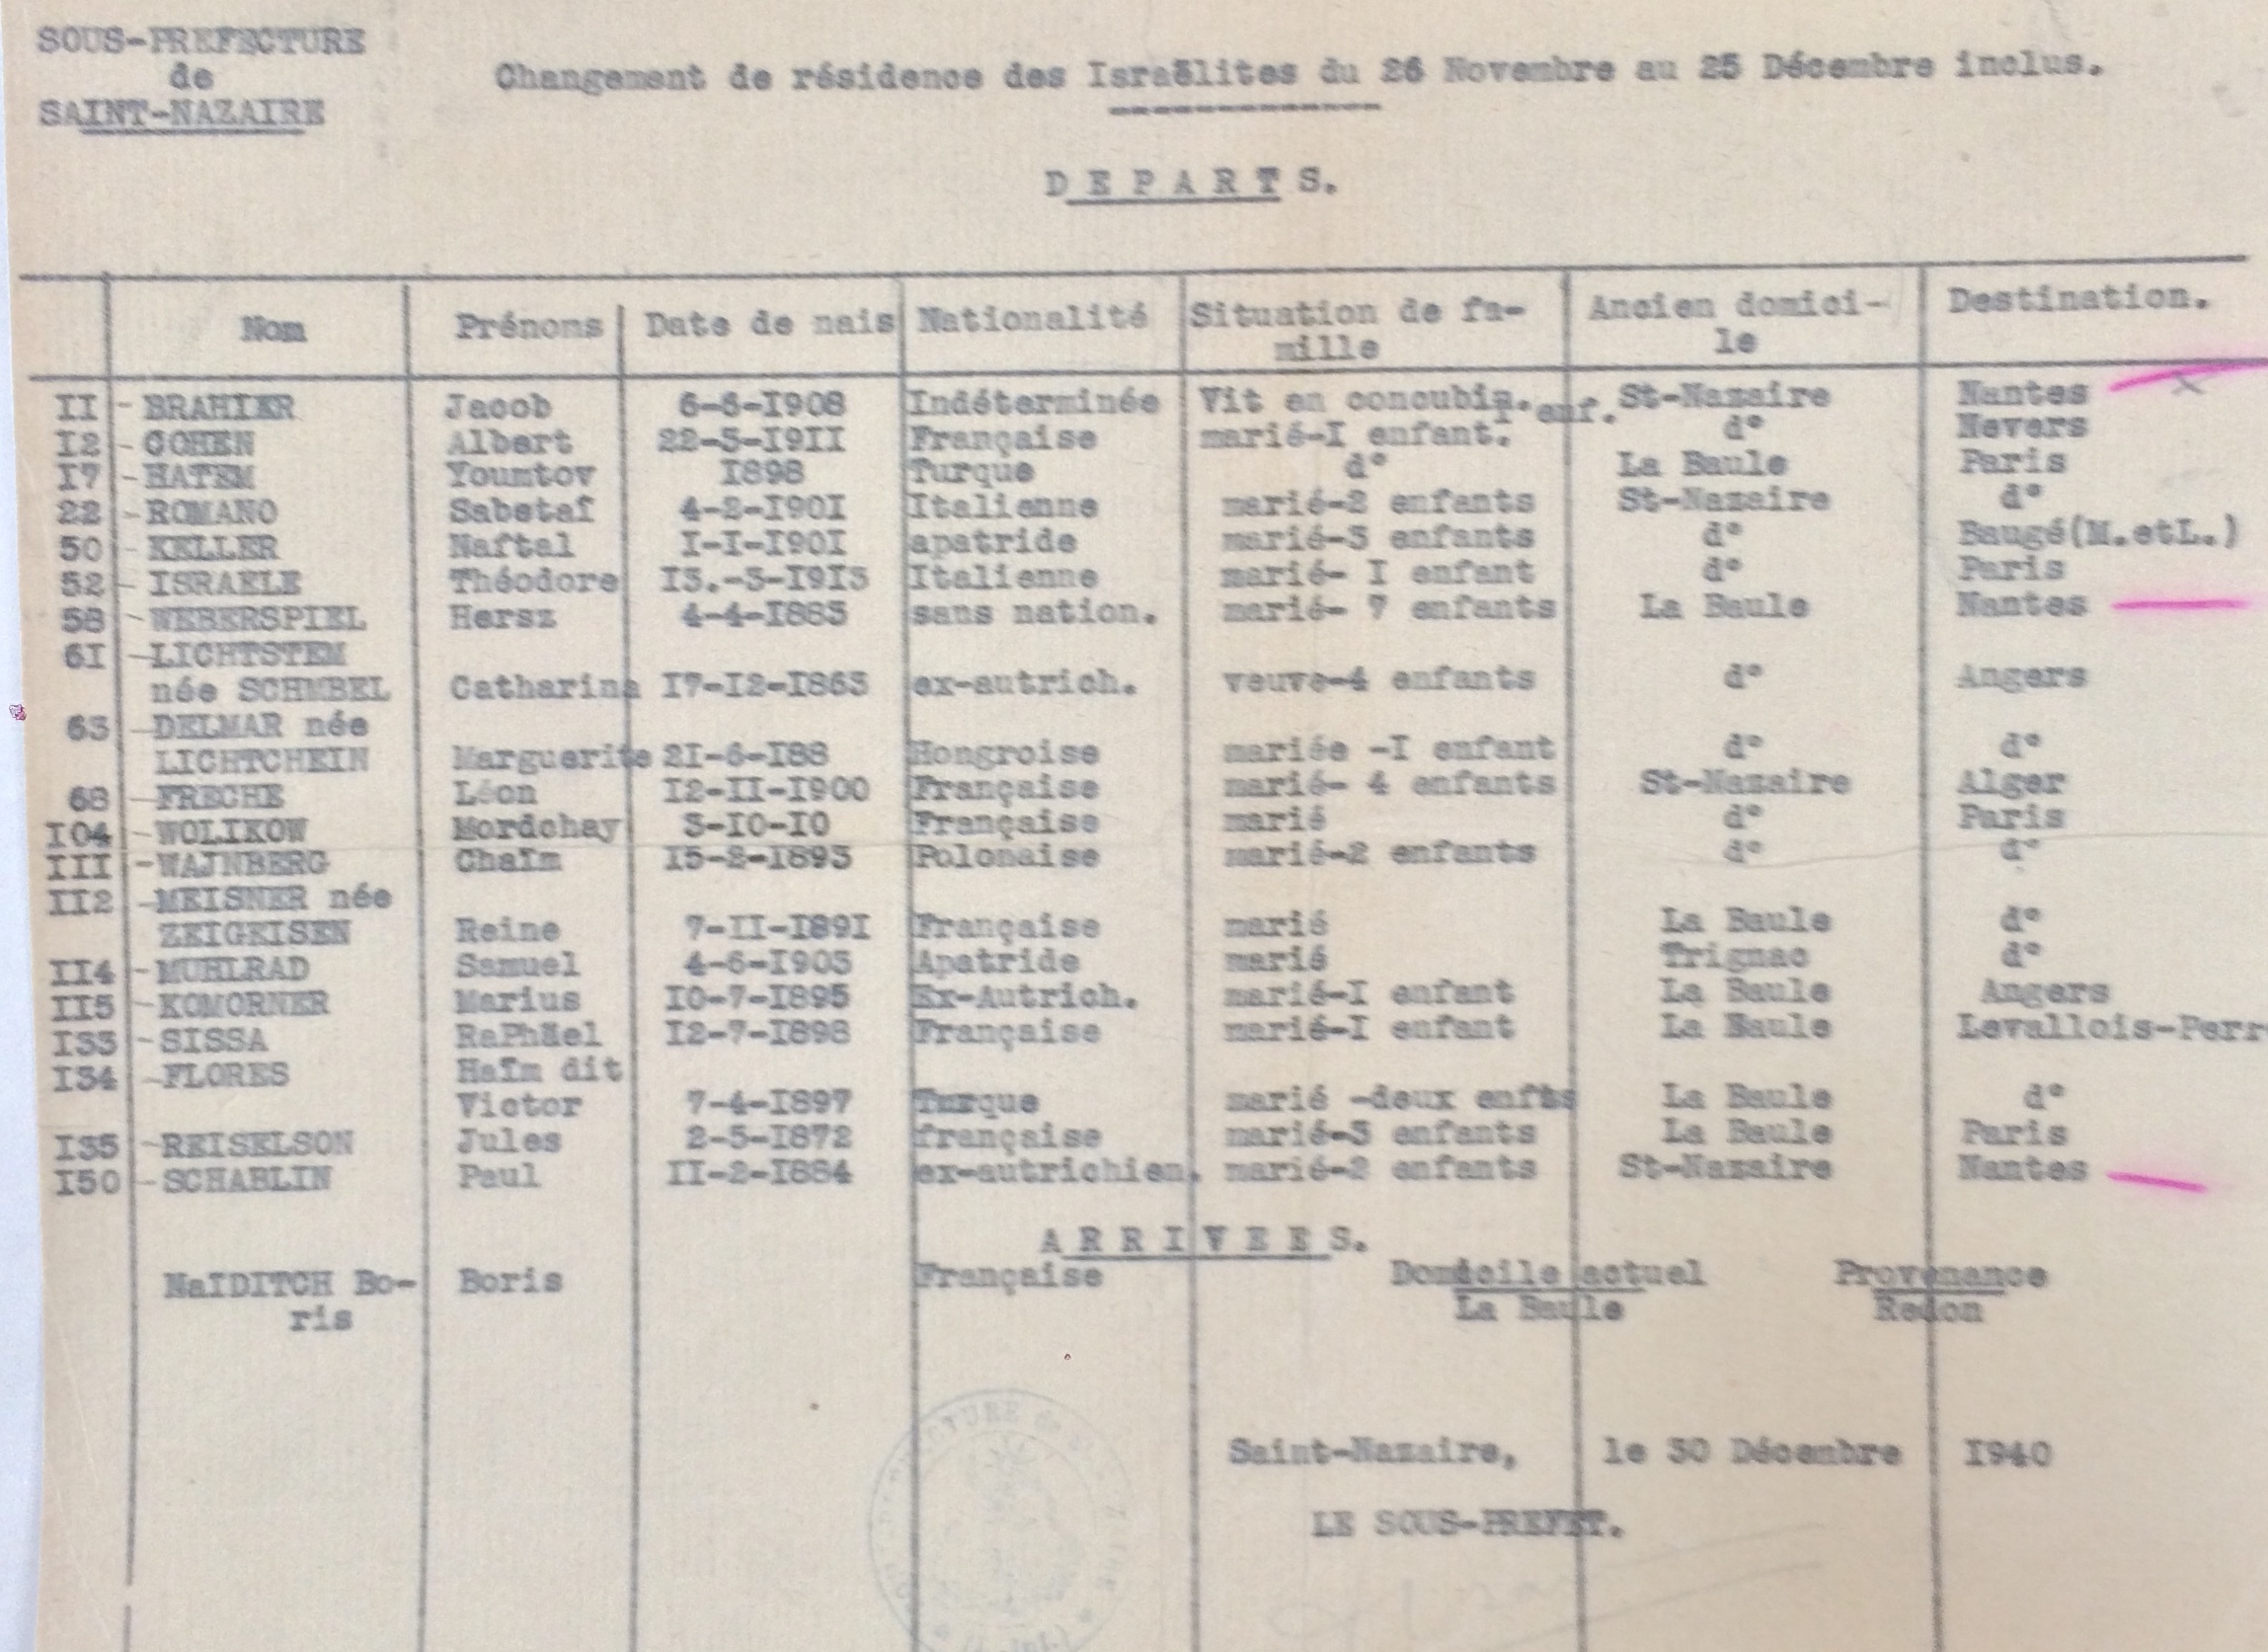 SOUS-PREFECTURE
de
SAINT-NAZAIRE
Changement de résidence des Israëlites du 26 Novembre au 25 Décembre inclus.
D E P A R T S.
Nom Prénoms Date de nais Nationalité Situation de fa- Ancien domici- Destination.
mille le
II - BRAHIER Jacob 6-6-I908 Indéterminée Vit en concubin. I enf. St-Nazaire Nantes
I2 - COHEN Albert 22-5-I9II Française marié-I enfant. d° Nevers
I7 - HATEM Youmtov I898 Turque d° La Baule Paris
22 - ROMANO Sabetaï 4-2-I90I Italienne marié-2 enfants St-Nazaire d°
50 - KELLER Naftal I-I-I90I apatride marié-3 enfants d° Baugé(M.etL.)
52 - ISRAELE Théodore I3.-3-I9I3 Italienne marié- I enfant d° Paris
58 - WEBERSPIEL Hersz 4-4-I883 sans nation. marié- 7 enfants La Baule Nantes
6I - LICHTSTEM
née SCHMBEL Catharina I7-I2-I863 ex-autrich. veuve-4 enfants d° Angers
63 - DELMAR née
LICHTCHEIN Marguerite 2I-6-I88 Hongroise mariée -I enfant d° d°
68 - FRECHE Léon I2-II-I900 Française marié- 4 enfants St-Nazaire Alger
I04 - WOLIKOW Mordchay 3-I0-I0 Française marié d° Paris
III - WAJNBERG Chaïm I5-2-I893 Polonaise marié-2 enfants d° d°
II2 - MEISNER née
ZEIGEISEN Reine 7-II-I89I Française marié La Baule d°
II4 - MUHLRAD Samuel 4-6-I903 Apatride marié Trignac d°
II5 - KOMORNER Marius I0-7-I895 Ex-Autrich. marié-I enfant La Baule Angers
I33 - SISSA RaPhäel I2-7-I898 Française marié-I enfant La Baule Levallois-Perr
I34 - FLORES Haïm dit
Victor 7-4-I897 Turque marié -deux enfts La Baule d°
I35 - REISELSON Jules 2-5-I872 française marié-3 enfants La Baule Paris
I50 - SCHABLIN Paul II-2-I884 ex-autrichien. marié-2 enfants St-Nazaire Nantes
A R R I V E E S.
NaIDITCH Bo- Boris Française Domicile actuel Provenance
ris La Baule Redon
Saint-Nazaire, le 30 Décembre I940
LE SOUS-PREFET.